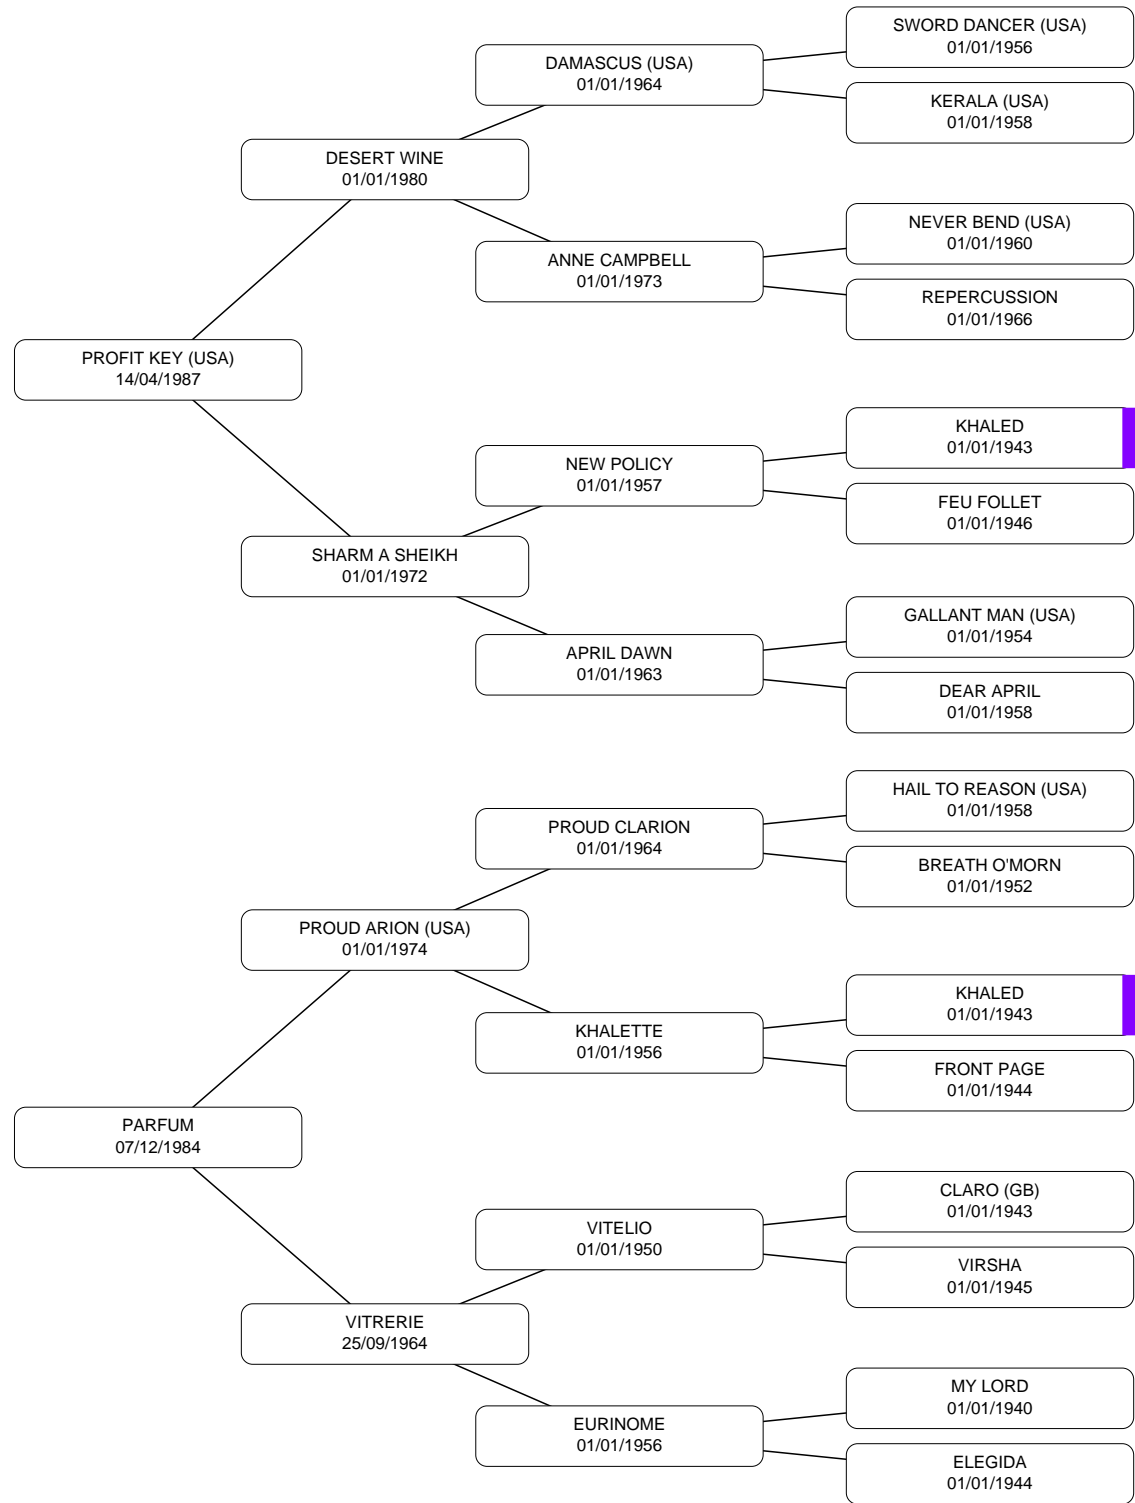 SWORD DANCER (USA)
01/01/1956
DAMASCUS (USA)
01/01/1964
KERALA (USA)
01/01/1958
DESERT WINE
01/01/1980
NEVER BEND (USA)
01/01/1960
ANNE CAMPBELL
01/01/1973
REPERCUSSION
01/01/1966
PROFIT KEY (USA)
14/04/1987
KHALED
01/01/1943
NEW POLICY
01/01/1957
FEU FOLLET
01/01/1946
SHARM A SHEIKH
01/01/1972
GALLANT MAN (USA)
01/01/1954
APRIL DAWN
01/01/1963
DEAR APRIL
01/01/1958
HAIL TO REASON (USA)
01/01/1958
PROUD CLARION
01/01/1964
BREATH O'MORN
01/01/1952
PROUD ARION (USA)
01/01/1974
KHALED
01/01/1943
KHALETTE
01/01/1956
FRONT PAGE
01/01/1944
PARFUM
07/12/1984
CLARO (GB)
01/01/1943
VITELIO
01/01/1950
VIRSHA
01/01/1945
VITRERIE
25/09/1964
MY LORD
01/01/1940
EURINOME
01/01/1956
ELEGIDA
01/01/1944